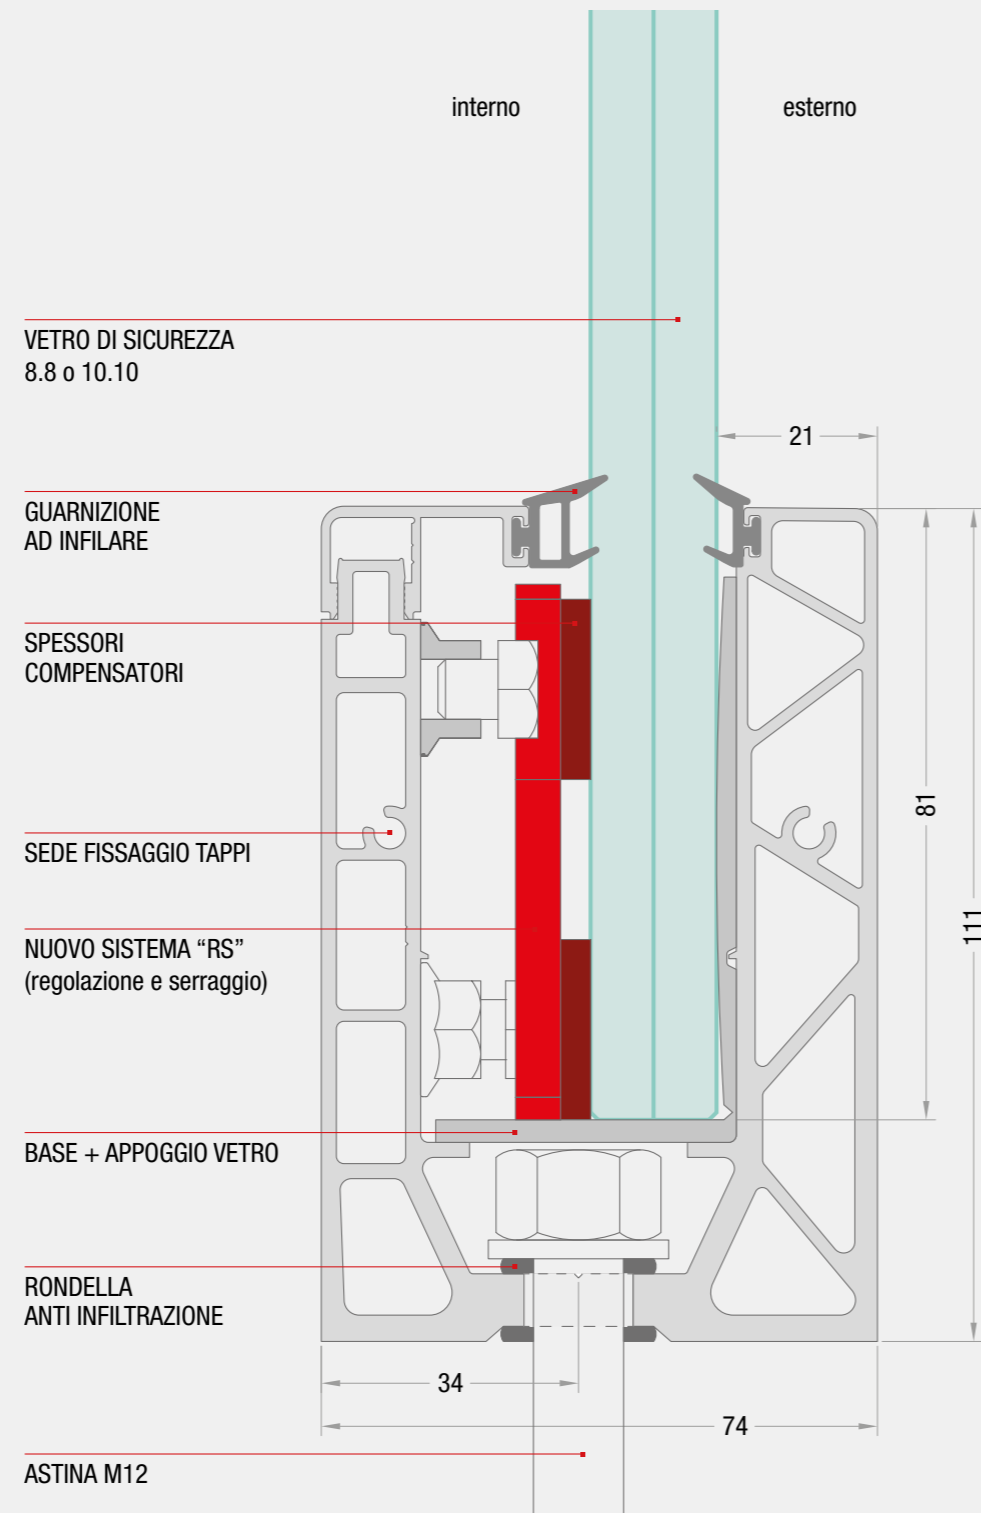 interno
esterno
VETRO DI SICUREZZA
8.8 o 10.10
21
GUARNIZIONE
AD INFILARE
SPESSORI
COMPENSATORI
81
SEDE FISSAGGIO TAPPI
111
NUOVO SISTEMA “RS”
(regolazione e serraggio)
BASE + APPOGGIO VETRO
RONDELLA
ANTI INFILTRAZIONE
34
74
ASTINA M12